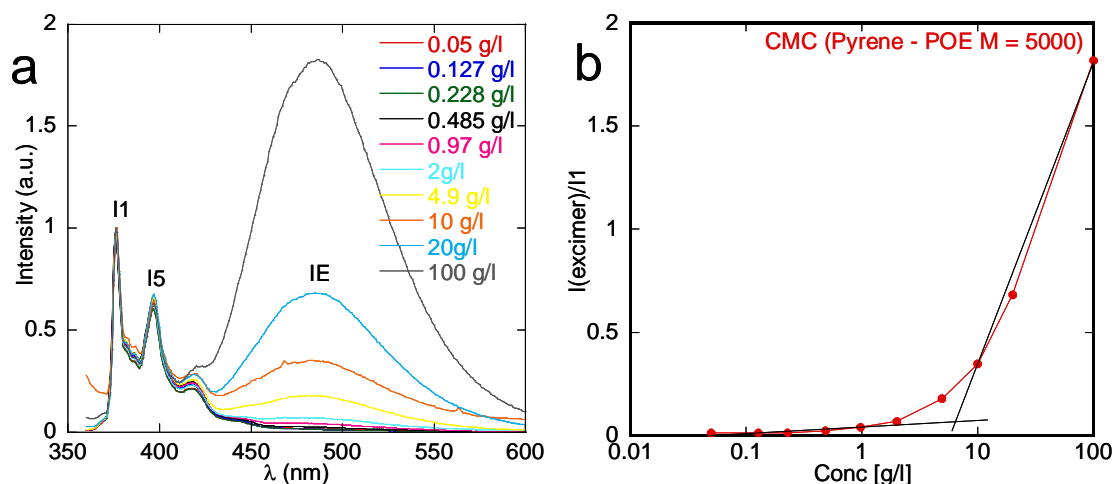 a
2
1.5
1
0.5
0
Intensity (a.u.)
350
400
450
500
550
600
λ (nm)
I1
I5
IE
0.05 g/l
0.127 g/l
0.228 g/l
0.485 g/l
0.97 g/l
2g/l
4.9 g/l
10 g/l
20g/l
100 g/l
b
CMC (Pyrene - POE M = 5000)
2
1.5
1
0.5
0
I(excimer)/I1
0.01
0.1
1
10
100
Conc [g/l]